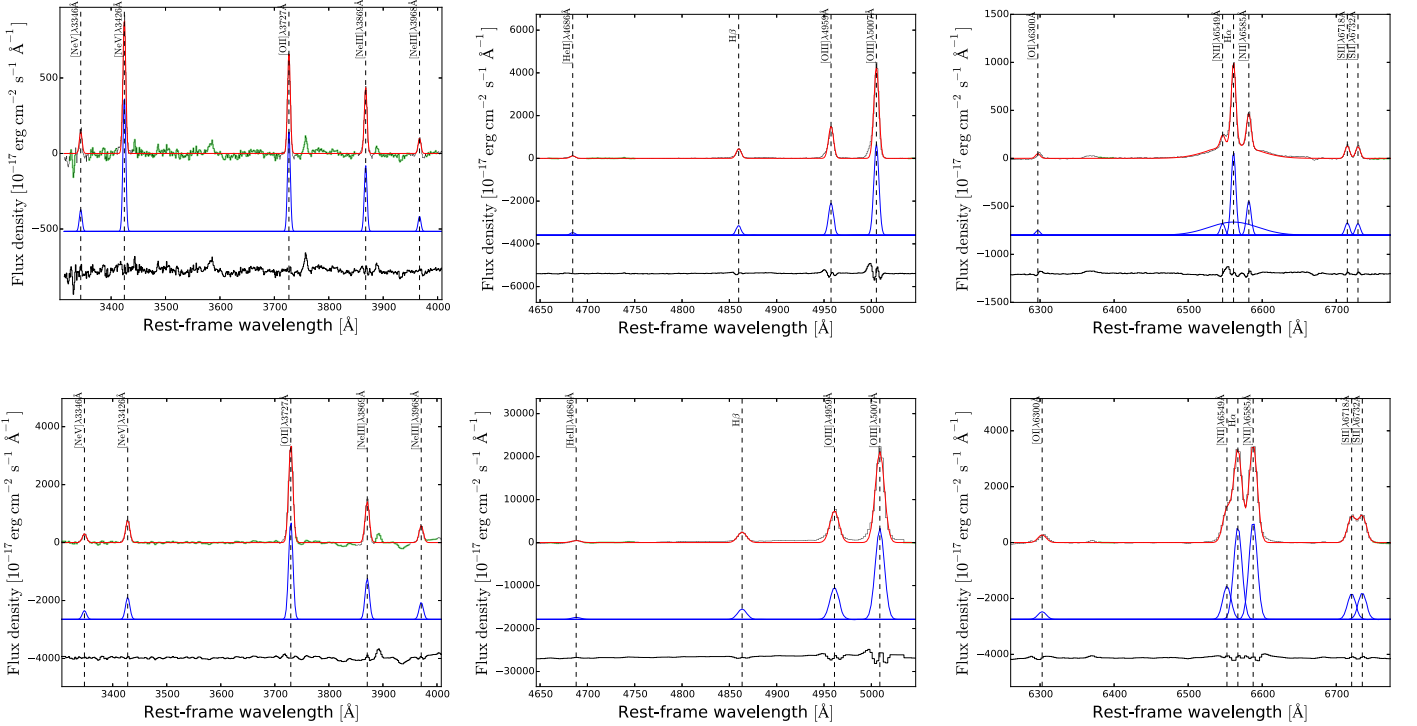 [NeV]λ3346Å
[NeV]λ3426Å
[OII]λ3727Å
[NeIII]λ3869Å
[NeIII]λ3968Å
500
0
−500
3400 3500 3600 3700 3800 3900 4000
Rest-frame wavelength [Å]
Flux density [10⁻¹⁷ erg cm⁻² s⁻¹ Å⁻¹]
[HeII]λ4686Å
Hβ
[OIII]λ4959Å
[OIII]λ5007Å
6000
4000
2000
0
−2000
−4000
−6000
4650 4700 4750 4800 4850 4900 4950 5000
Rest-frame wavelength [Å]
Flux density [10⁻¹⁷ erg cm⁻² s⁻¹ Å⁻¹]
[OI]λ6300Å
[NII]λ6549Å
Hα
[NII]λ6585Å
[SII]λ6718Å
[SII]λ6732Å
1500
1000
500
0
−500
−1000
−1500
6300 6400 6500 6600 6700
Rest-frame wavelength [Å]
Flux density [10⁻¹⁷ erg cm⁻² s⁻¹ Å⁻¹]
[NeV]λ3346Å
[NeV]λ3426Å
[OII]λ3727Å
[NeIII]λ3869Å
[NeIII]λ3968Å
4000
2000
0
−2000
−4000
3400 3500 3600 3700 3800 3900 4000
Rest-frame wavelength [Å]
Flux density [10⁻¹⁷ erg cm⁻² s⁻¹ Å⁻¹]
[HeII]λ4686Å
Hβ
[OIII]λ4959Å
[OIII]λ5007Å
30000
20000
10000
0
−10000
−20000
−30000
4650 4700 4750 4800 4850 4900 4950 5000
Rest-frame wavelength [Å]
Flux density [10⁻¹⁷ erg cm⁻² s⁻¹ Å⁻¹]
[OI]λ6300Å
[NII]λ6549Å
Hα
[NII]λ6585Å
[SII]λ6718Å
[SII]λ6732Å
4000
2000
0
−2000
−4000
6300 6400 6500 6600 6700
Rest-frame wavelength [Å]
Flux density [10⁻¹⁷ erg cm⁻² s⁻¹ Å⁻¹]